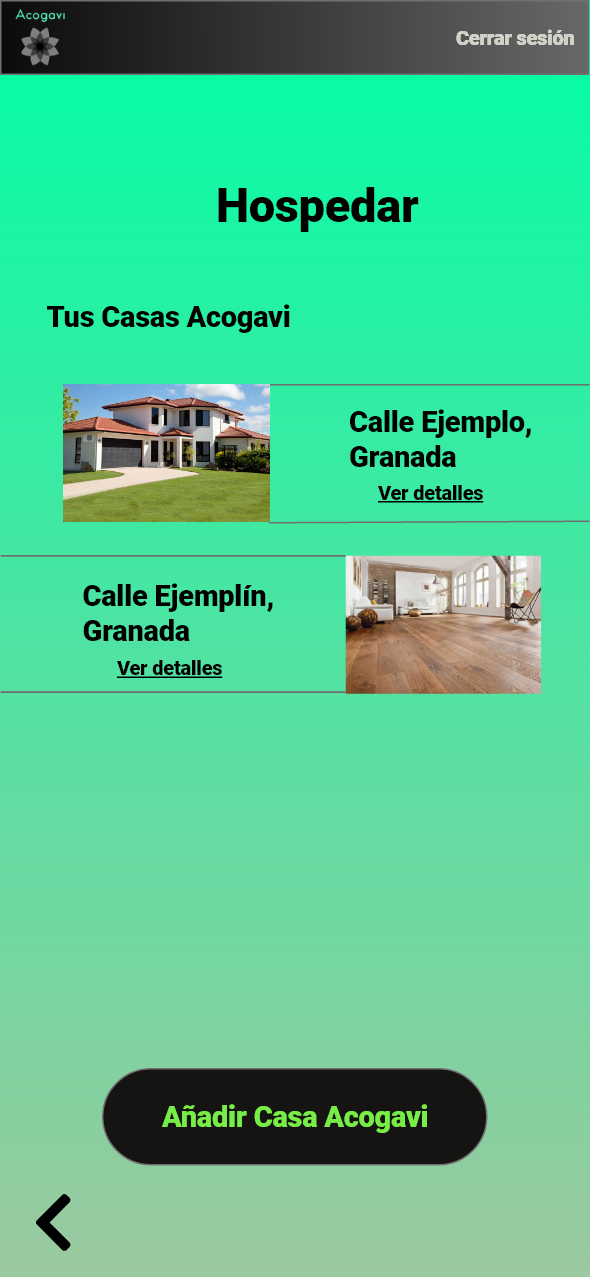 Acogavi
Cerrar sesión
Hospedar
Tus Casas Acogavi
Calle Ejemplo,
Granada
Ver detalles
Calle Ejemplín,
Granada
Ver detalles
Añadir Casa Acogavi